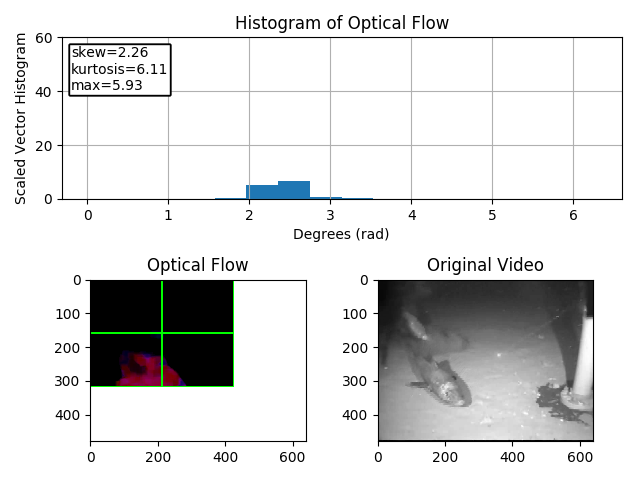 Histogram of Optical Flow
skew=2.26
kurtosis=6.11
max=5.93
Scaled Vector Histogram
60
40
20
0
0 1 2 3 4 5 6
Degrees (rad)
Optical Flow
0
100
200
300
400
0 200 400 600
Original Video
0
100
200
300
400
0 200 400 600